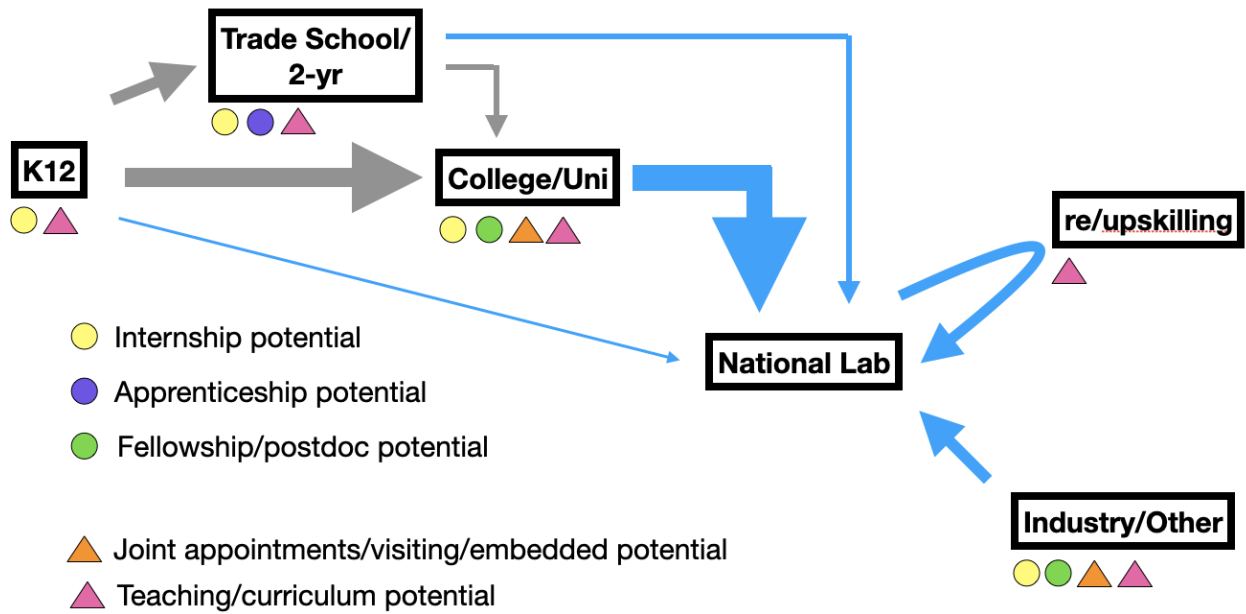 Trade School/
2-yr
K12
College/Uni
re/upskilling
National Lab
Industry/Other
Internship potential
Apprenticeship potential
Fellowship/postdoc potential
Joint appointments/visiting/embedded potential
Teaching/curriculum potential